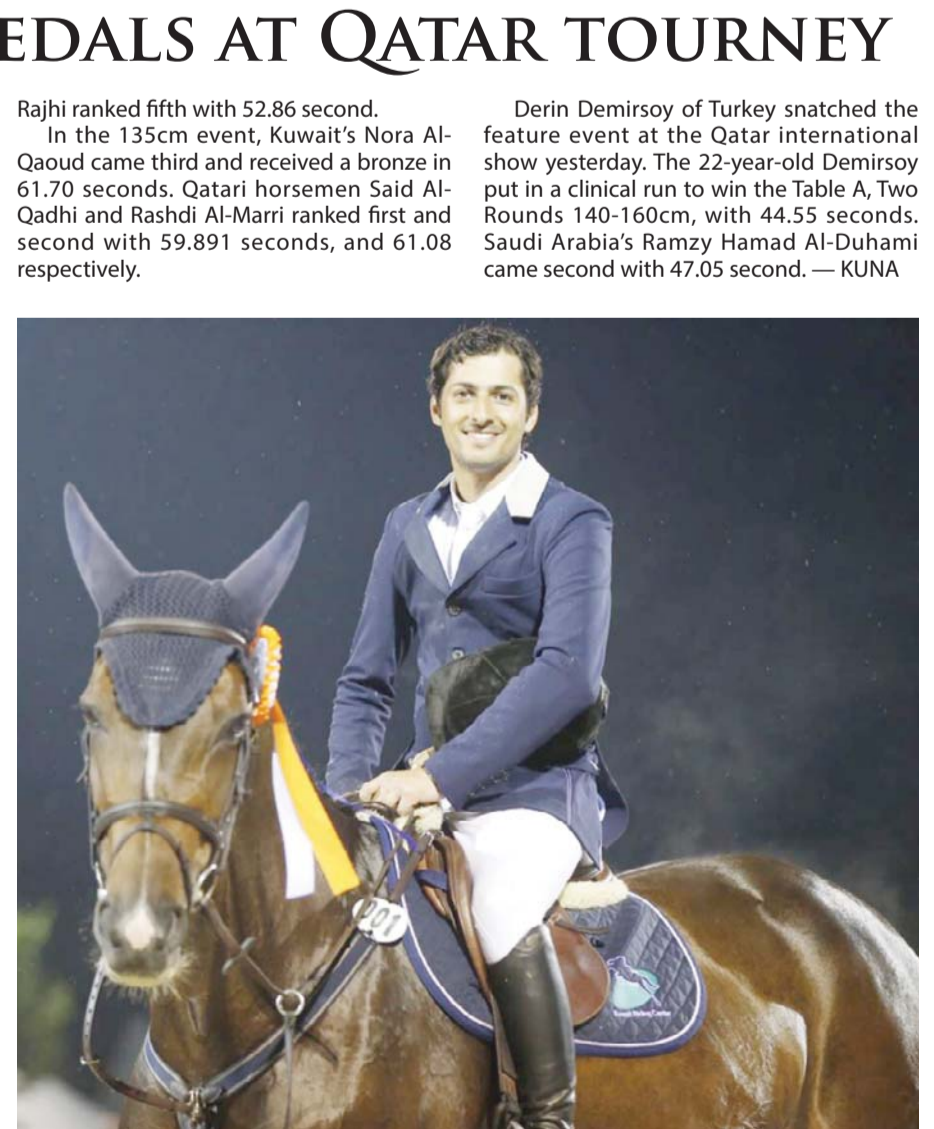 EDALS AT QATAR TOURNEY
Rajhi ranked fifth with 52.86 second.
In the 135cm event, Kuwait's Nora Al-
Qaoud came third and received a bronze in
61.70 seconds. Qatari horsemen Said Al-
Qadhi and Rashdi Al-Marri ranked first and
second with 59.891 seconds, and 61.08
respectively.
Derin Demirsoy of Turkey snatched the
feature event at the Qatar international
show yesterday. The 22-year-old Demirsoy
put in a clinical run to win the Table A, Two
Rounds 140-160cm, with 44.55 seconds.
Saudi Arabia's Ramzy Hamad Al-Duhami
came second with 47.05 second. — KUNA
201